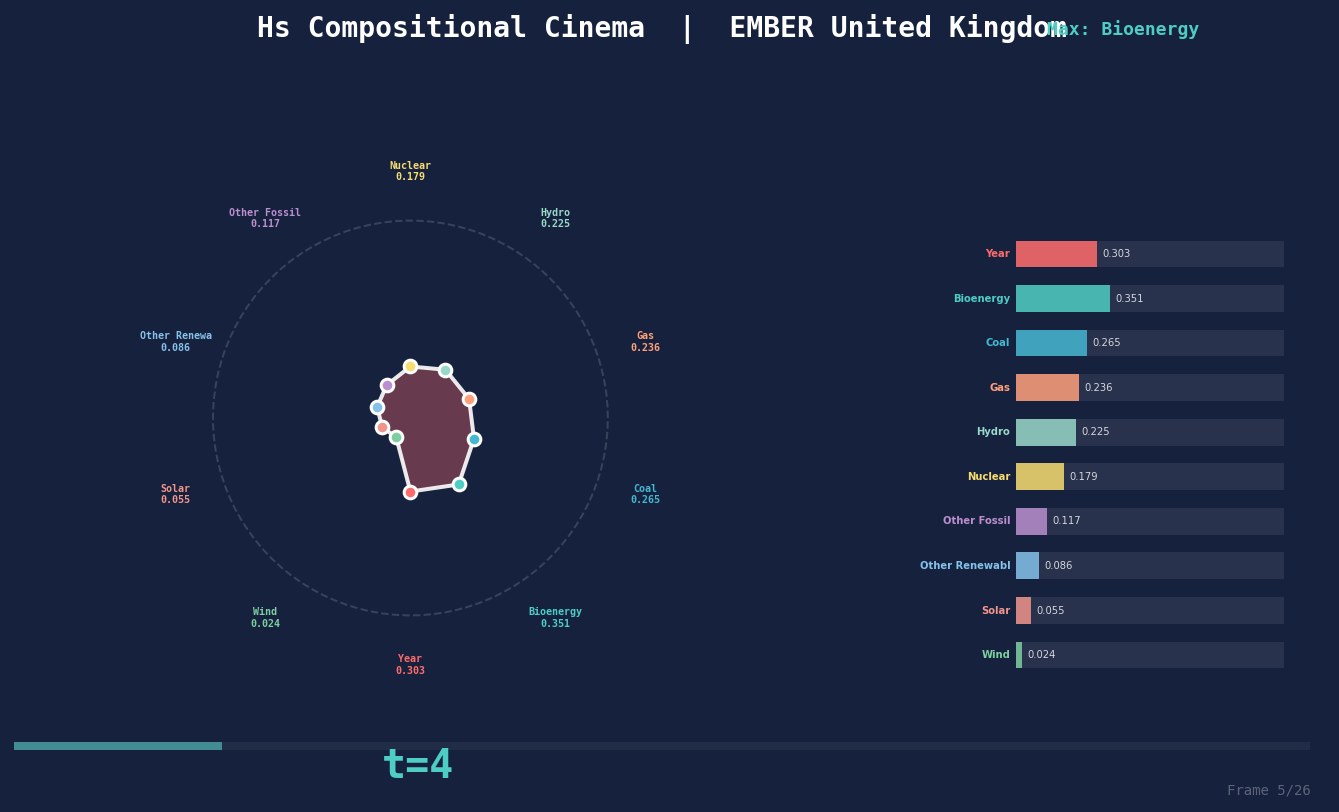 Hs Compositional Cinema | EMBER United Kingdom
Max: Bioenergy
Nuclear
0.179
Other Fossil
0.117
Hydro
0.225
Other Renewa
0.086
Gas
0.236
Solar
0.055
Coal
0.265
Wind
0.024
Bioenergy
0.351
Year
0.303
Year 0.303
Bioenergy 0.351
Coal 0.265
Gas 0.236
Hydro 0.225
Nuclear 0.179
Other Fossil 0.117
Other Renewabl 0.086
Solar 0.055
Wind 0.024
t=4
Frame 5/26